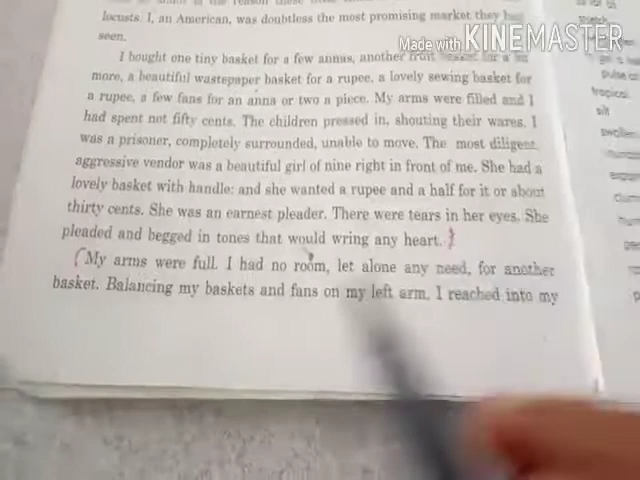 Made with KINEMASTER
locusts. I, an American, was doubtless the most promising market they
seen.
I bought one tiny basket for a few annas, another fruit basket for a
more, a beautiful wastepaper basket for a rupee, a lovely sewing basket for
a rupee, a few fans for an anna or two a piece. My arms were filled and I
had spent not fifty cents. The children pressed in, shouting their wares. I
was a prisoner, completely surrounded, unable to move. The most diligent,
aggressive vendor was a beautiful girl of nine right in front of me. She had a
lovely basket with handle: and she wanted a rupee and a half for it or about
thirty cents. She was an earnest pleader. There were tears in her eyes. She
pleaded and begged in tones that would wring any heart.
My arms were full. I had no room, let alone any need, for another
basket. Balancing my baskets and fans on my left arm, I reached into my
tropical
silt